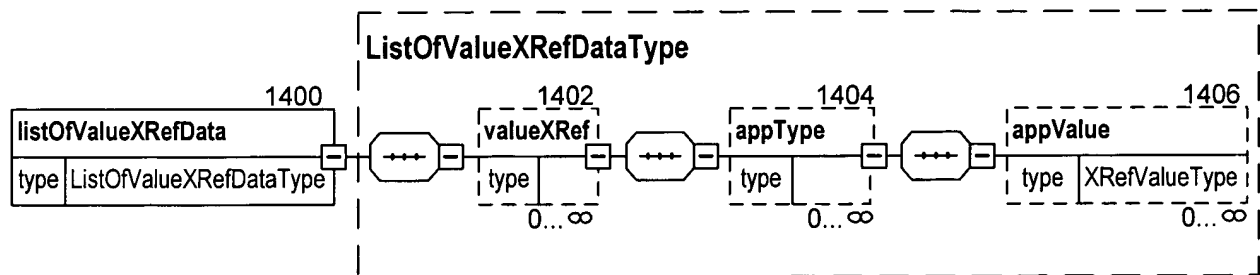 ListOfValueXRefDataType
1400
listOfValueXRefData
type ListOfValueXRefDataType
1402
valueXRef
type
0... ∞
1404
appType
type
0... ∞
1406
appValue
type XRefValueType
0... ∞